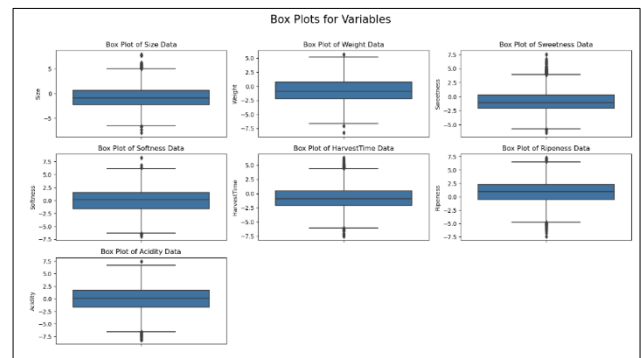 Box Plots for Variables
Box Plot of Size Data
Box Plot of Weight Data
Box Plot of Sweetness Data
Size
5
0
-5
Weight
5.0
2.5
0.0
-2.5
-5.0
-7.5
Sweetness
7.5
5.0
2.5
0.0
-2.5
-5.0
Box Plot of Softness Data
Box Plot of HarvestTime Data
Box Plot of Ripeness Data
Softness
7.5
5.0
2.5
0.0
-2.5
-5.0
-7.5
HarvestTime
5.0
2.5
0.0
-2.5
-5.0
-7.5
Ripeness
7.5
5.0
2.5
0.0
-2.5
-5.0
-7.5
Box Plot of Acidity Data
Acidity
7.5
5.0
2.5
0.0
-2.5
-5.0
-7.5